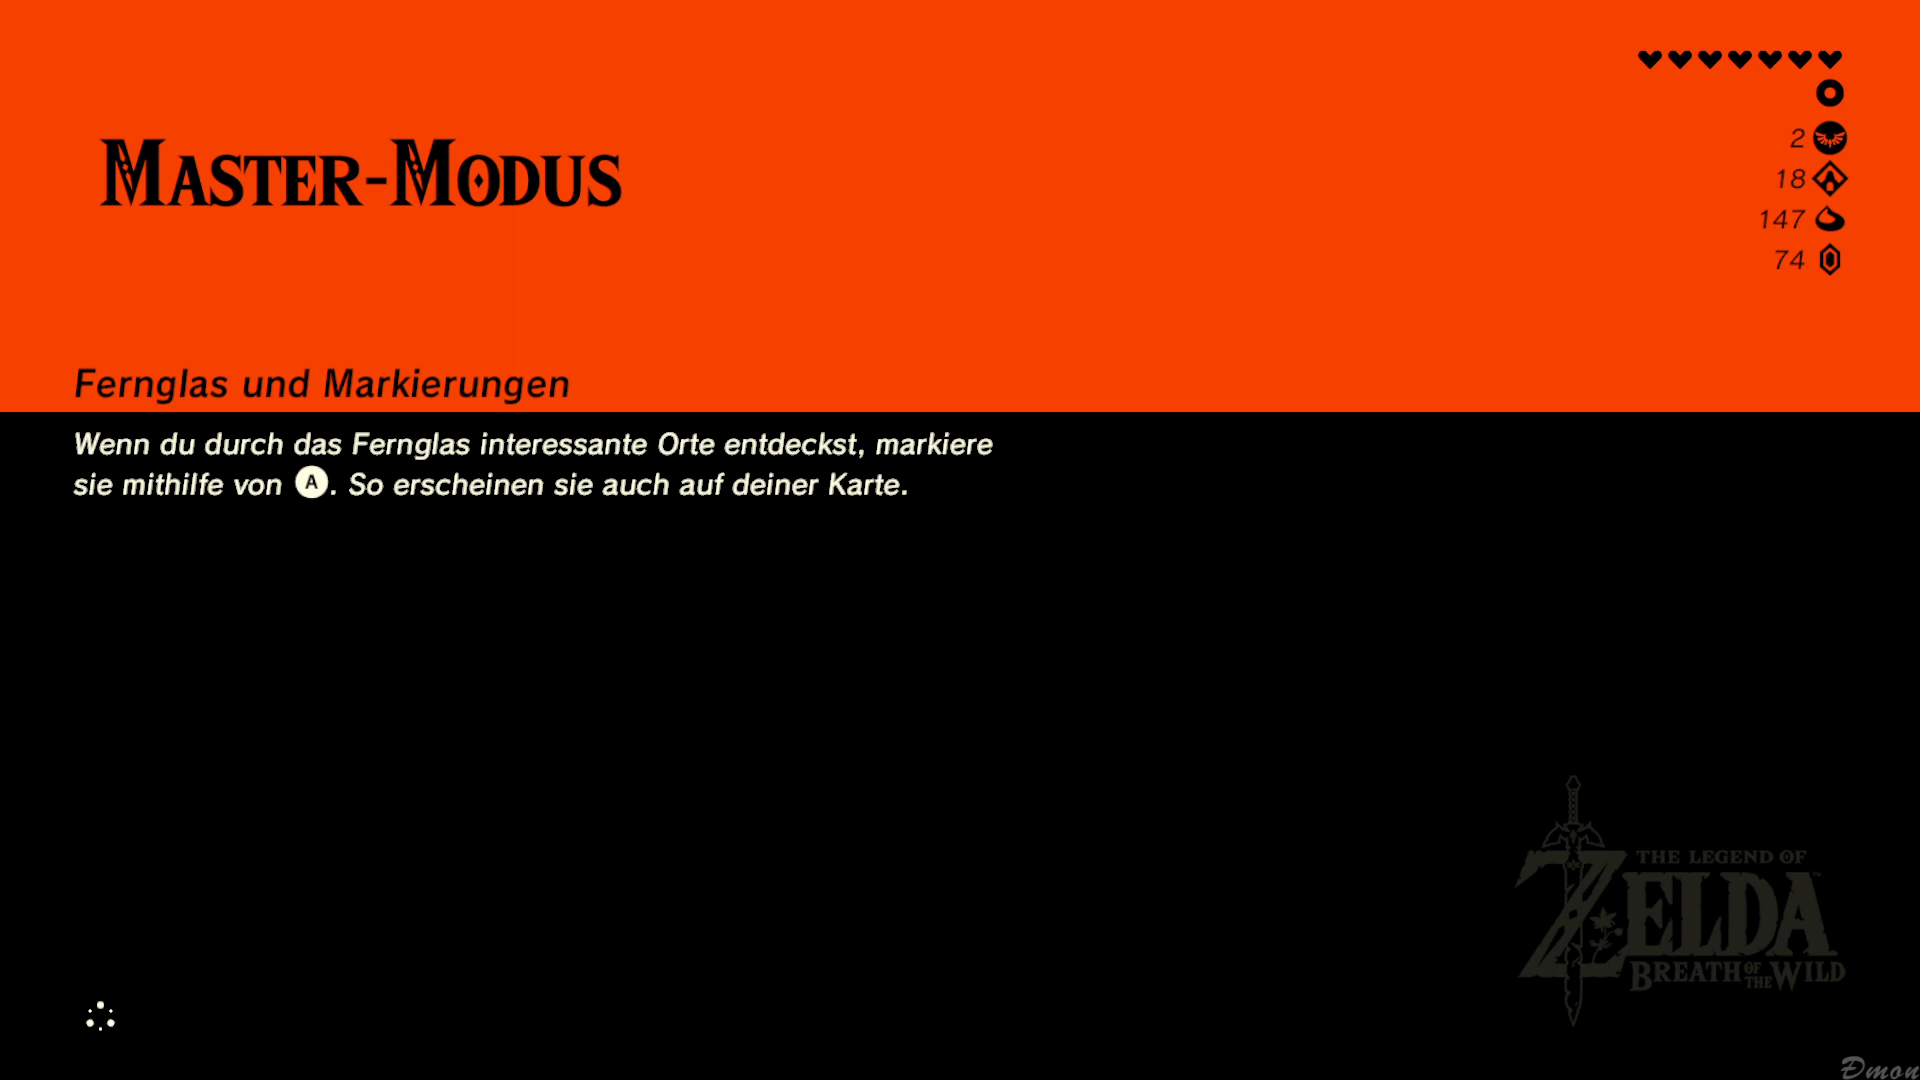 MASTER-MODUS
2
18
147
74
Fernglas und Markierungen
Wenn du durch das Fernglas interessante Orte entdeckst, markiere
sie mithilfe von A. So erscheinen sie auch auf deiner Karte.
THE LEGEND OF
ZELDA
BREATH OF THE WILD
Đmon